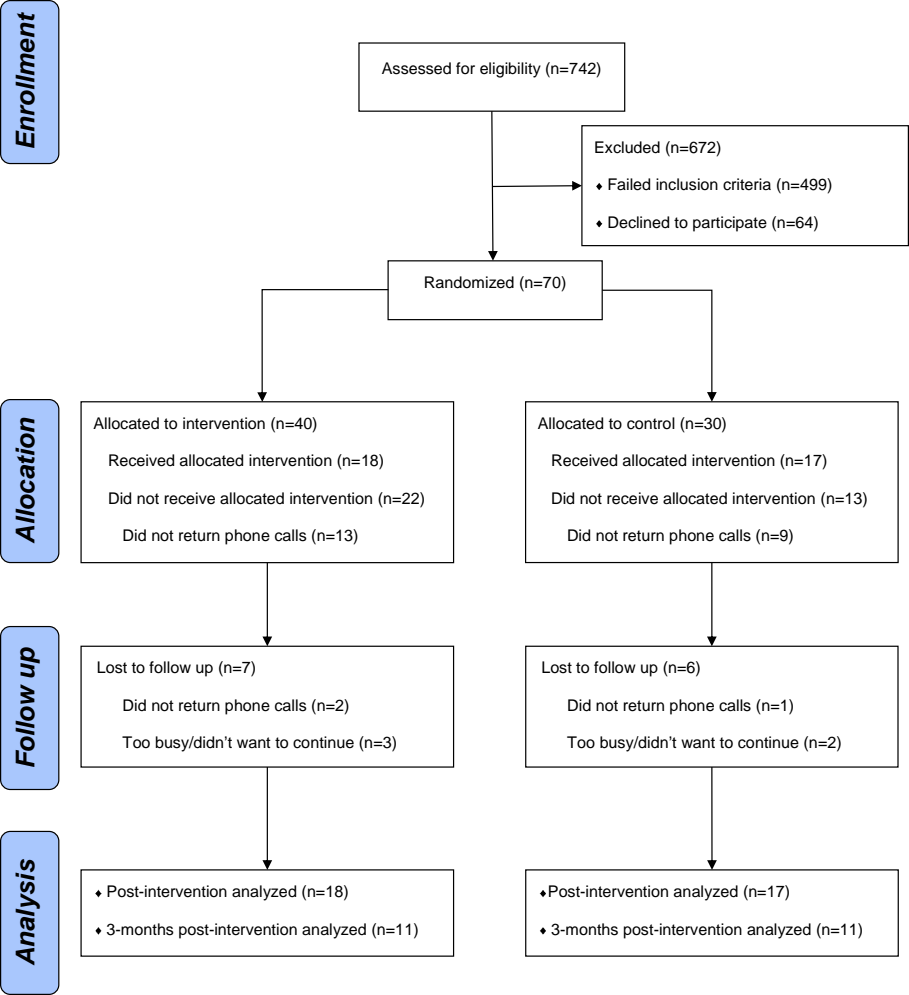 Enrollment
Assessed for eligibility (n=742)
Excluded (n=672)
♦ Failed inclusion criteria (n=499)
♦ Declined to participate (n=64)
Randomized (n=70)
Allocation
Allocated to intervention (n=40)
Received allocated intervention (n=18)
Did not receive allocated intervention (n=22)
Did not return phone calls (n=13)
Allocated to control (n=30)
Received allocated intervention (n=17)
Did not receive allocated intervention (n=13)
Did not return phone calls (n=9)
Follow up
Lost to follow up (n=7)
Did not return phone calls (n=2)
Too busy/didn’t want to continue (n=3)
Lost to follow up (n=6)
Did not return phone calls (n=1)
Too busy/didn’t want to continue (n=2)
Analysis
♦ Post-intervention analyzed (n=18)
♦ 3-months post-intervention analyzed (n=11)
♦Post-intervention analyzed (n=17)
♦ 3-months post-intervention analyzed (n=11)